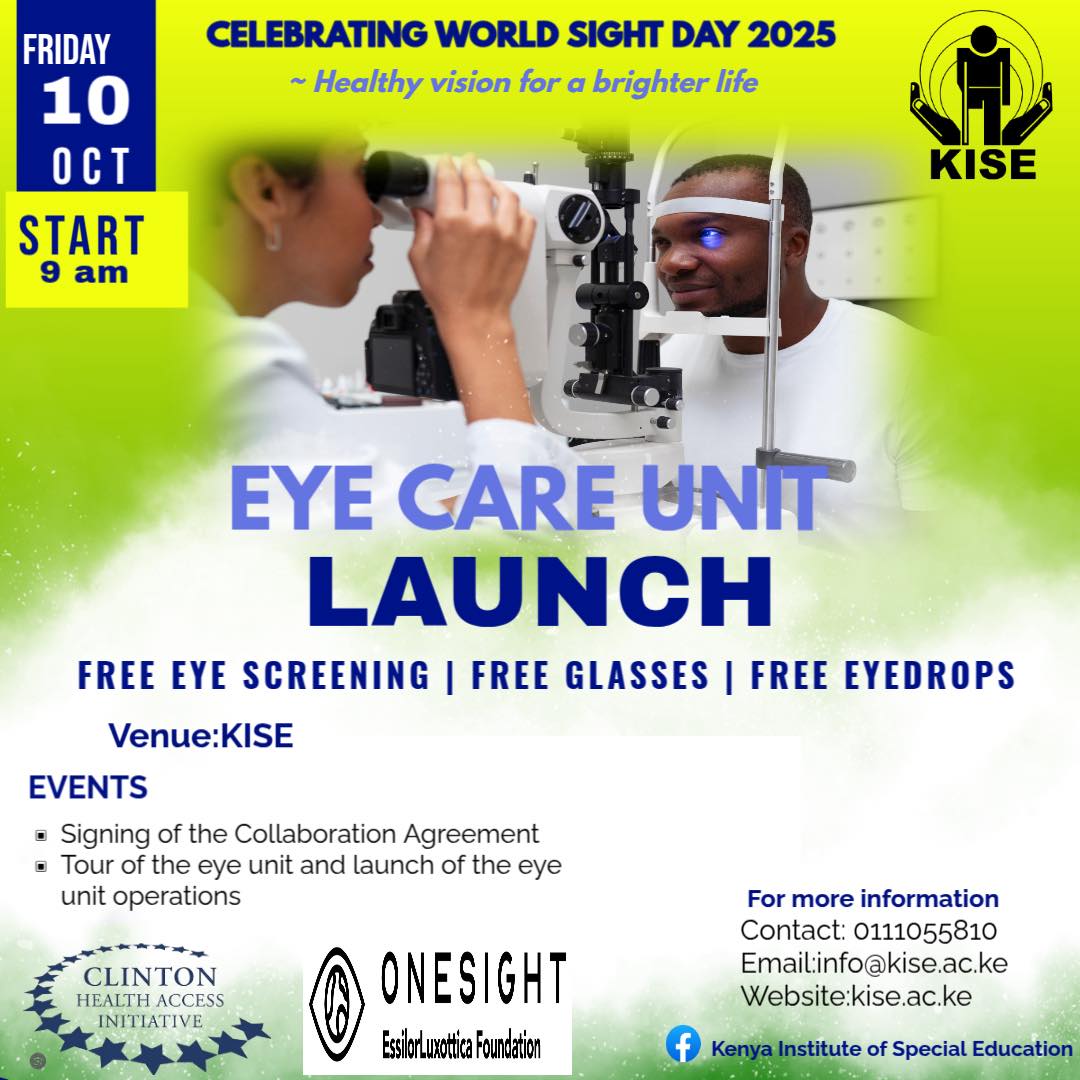 FRIDAY
10
OCT
START
9 am
CELEBRATING WORLD SIGHT DAY 2025
~ Healthy vision for a brighter life
KISE
EYE CARE UNIT
LAUNCH
FREE EYE SCREENING | FREE GLASSES | FREE EYEDROPS
Venue:KISE
EVENTS
Signing of the Collaboration Agreement
Tour of the eye unit and launch of the eye
unit operations
For more information
Contact: 0111055810
Email:info@kise.ac.ke
Website:kise.ac.ke
Kenya Institute of Special Education
CLINTON
HEALTH ACCESS
INITIATIVE
ONESIGHT
EssilorLuxottica Foundation